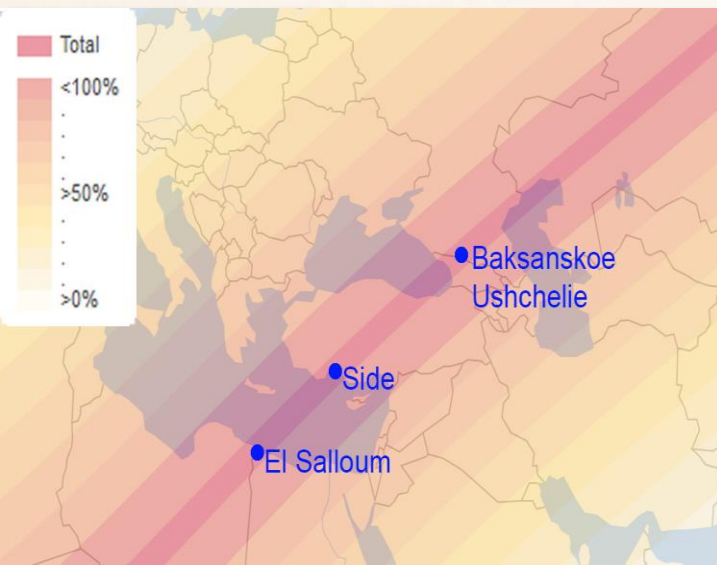 Total
<100%
.
.
.
>50%
.
.
.
>0%
Baksanskoe
Ushchelie
Side
El Salloum